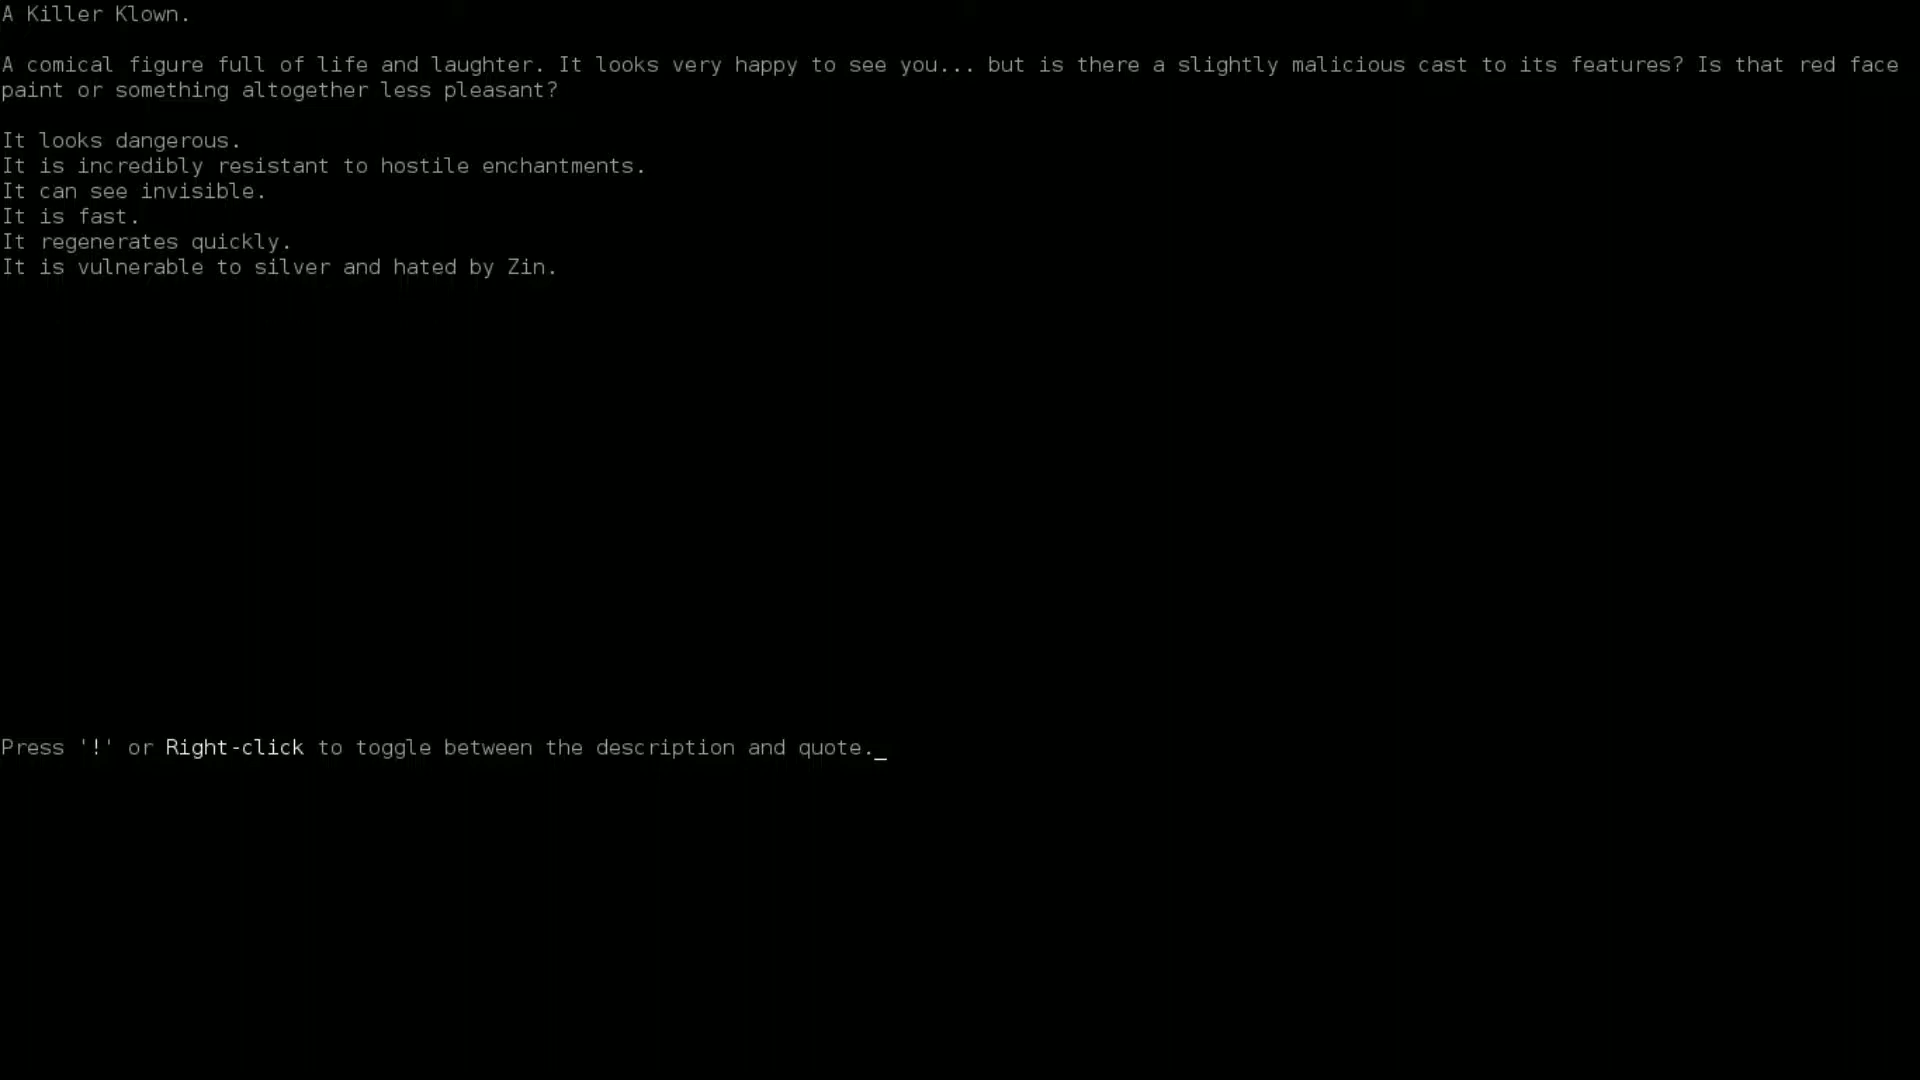 A Killer Klown.
A comical figure full of life and laughter. It looks very happy to see you... but is there a slightly malicious cast to its features? Is that red face
paint or something altogether less pleasant?
It looks dangerous.
It is incredibly resistant to hostile enchantments.
It can see invisible.
It is fast.
It regenerates quickly.
It is vulnerable to silver and hated by Zin.
Press '!' or Right-click to toggle between the description and quote._